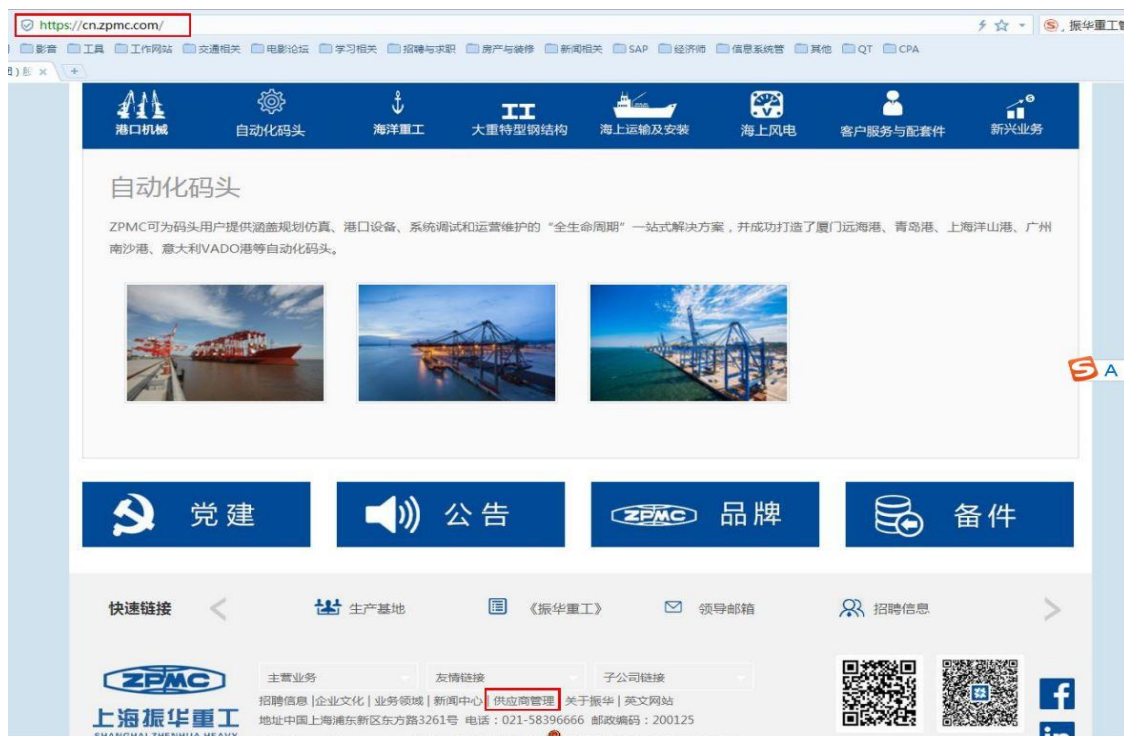 https://cn.zpmc.com/
振华重工
影音 工具 工作网站 交通相关 电影论坛 学习相关 招聘与求职 房产与装修 新闻相关 SAP 经济师 信息系统管 其他 QT CPA
港口机械 自动化码头 海洋重工 大重特型钢结构 海上运输及安装 海上风电 客户服务与配套件 新兴业务
自动化码头
ZPMC可为码头用户提供涵盖规划仿真、港口设备、系统调试和运营维护的“全生命周期”一站式解决方案，并成功打造了厦门远海港、青岛港、上海洋山港、广州
南沙港、意大利VADO港等自动化码头。
A
党建 公告 ZPMC 品牌 备件
快速链接 生产基地 《振华重工》 领导邮箱 招聘信息
ZPMC
主营业务 友情链接 子公司链接
招聘信息|企业文化|业务领域|新闻中心|供应商管理|关于振华|英文网站
上海振华重工 地址中国上海浦东新区东方路3261号 电话：021-58396666 邮政编码：200125
SHANGHAI ZHENHUA HEAVY